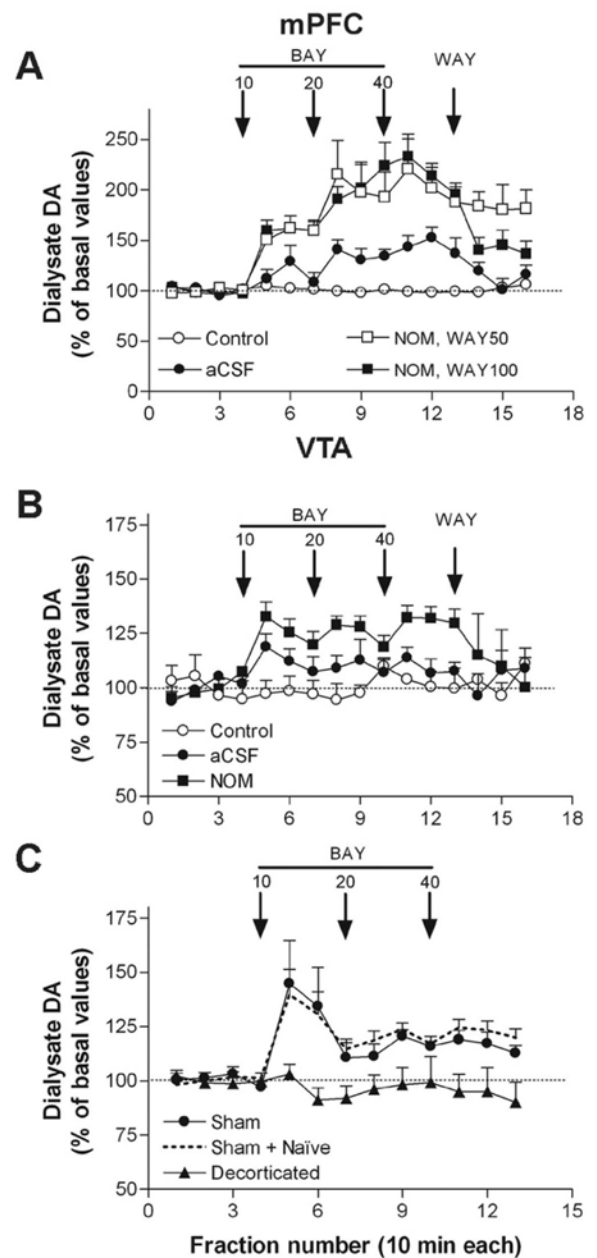 mPFC
A
BAY
WAY
10 20 40
Dialysate DA
(% of basal values)
250
200
150
100
50
0
Control
aCSF
NOM, WAY50
NOM, WAY100
0 3 6 9 12 15 18
VTA
B
BAY
WAY
10 20 40
Dialysate DA
(% of basal values)
175
150
125
100
75
50
Control
aCSF
NOM
0 3 6 9 12 15 18
C
BAY
10 20 40
Dialysate DA
(% of basal values)
175
150
125
100
75
50
Sham
Sham + Naïve
Decorticated
0 3 6 9 12 15
Fraction number (10 min each)